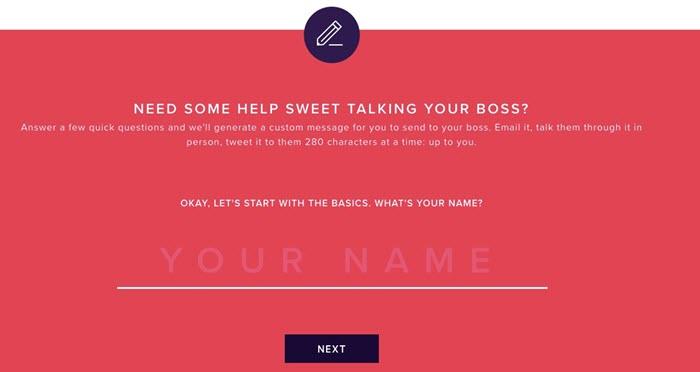 NEED SOME HELP SWEET TALKING YOUR BOSS?
Answer a few quick questions and we'll generate a custom message for you to send to your boss. Email it, talk them through it in
person, tweet it to them 280 characters at a time: up to you.
OKAY, LET'S START WITH THE BASICS. WHAT'S YOUR NAME?
YOUR NAME
NEXT